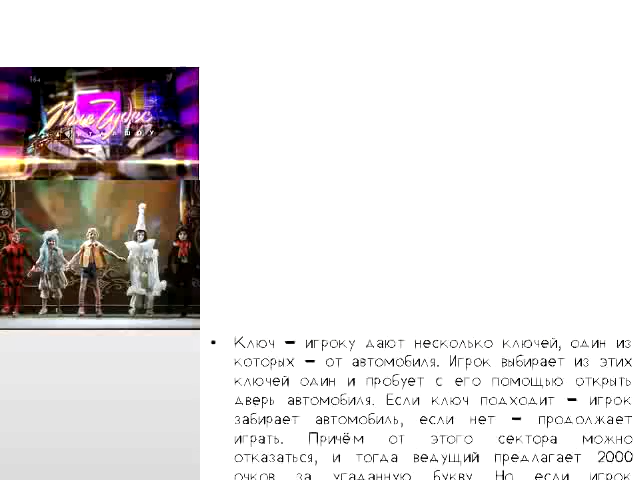 16+
Поле Чудес
• Ключ – игроку дают несколько ключей, один из
которых – от автомобиля. Игрок выбирает из этих
ключей один и пробует с его помощью открыть
дверь автомобиля. Если ключ подходит – игрок
забирает автомобиль, если нет – продолжает
играть. Причём от этого сектора можно
отказаться, и тогда ведущий предлагает 2000
очков за угаданную букву. Но если игрок